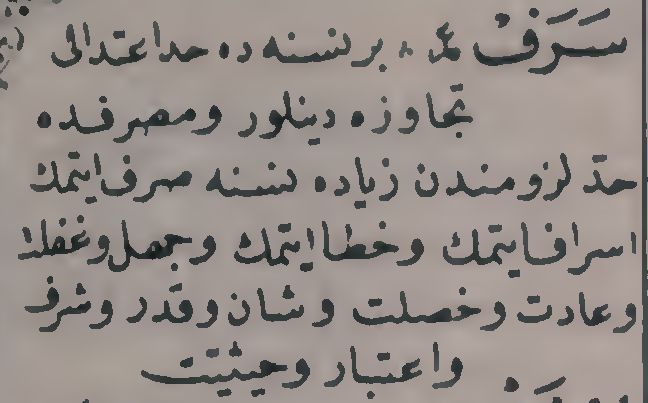 سَرَفْ ع . بر نسنه ده حد اعتدالی
تجاوزه دینلور ومصرفده
حدّ لزومندن زیاده نسنه صرف ایتمك
اسراف ایتمك وخطا ایتمك وجهل وغفلت
وعادت وخصلت وشان وقدر وشرف
واعتبار وحیثیت